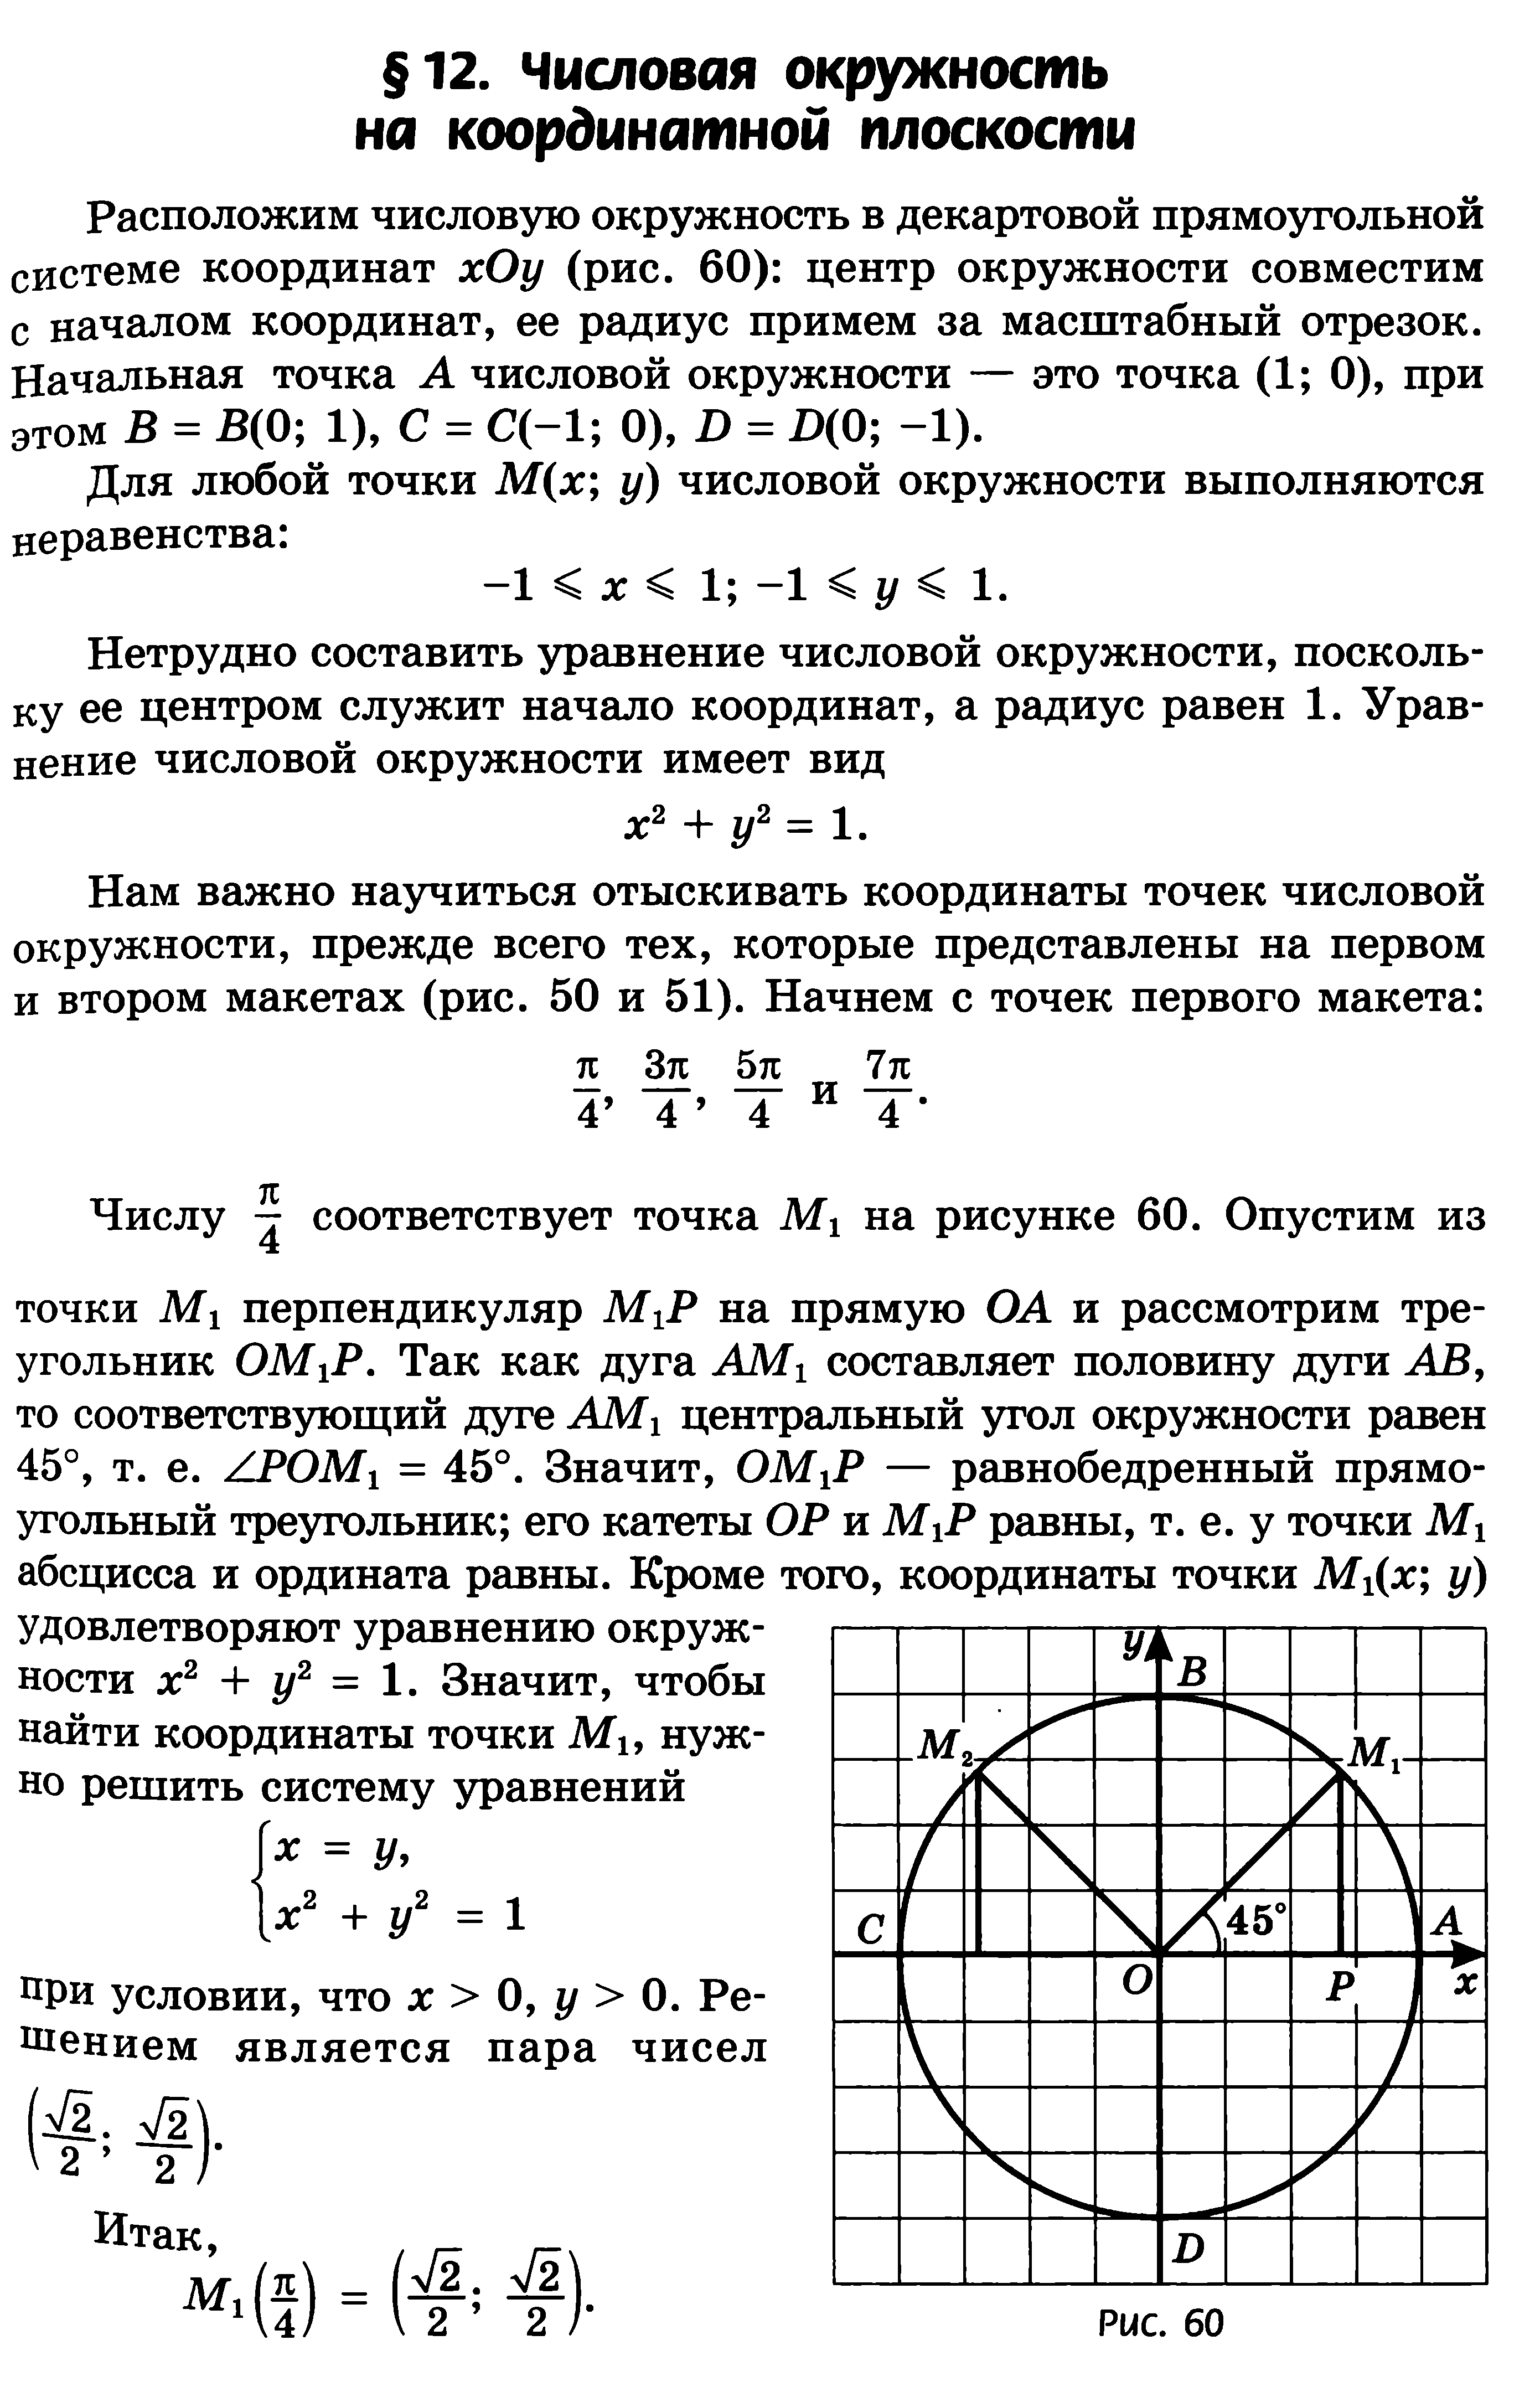 § 12. Числовая окружность
на координатной плоскости
Расположим числовую окружность в декартовой прямоугольной
системе координат xOy (рис. 60): центр окружности совместим
с началом координат, ее радиус примем за масштабный отрезок.
Начальная точка A числовой окружности — это точка (1; 0), при
этом B = B(0; 1), C = C(−1; 0), D = D(0; −1).
Для любой точки M(x; y) числовой окружности выполняются
неравенства:
−1 ⩽ x ⩽ 1; −1 ⩽ y ⩽ 1.
Нетрудно составить уравнение числовой окружности, посколь-
ку ее центром служит начало координат, а радиус равен 1. Урав-
нение числовой окружности имеет вид
x² + y² = 1.
Нам важно научиться отыскивать координаты точек числовой
окружности, прежде всего тех, которые представлены на первом
и втором макетах (рис. 50 и 51). Начнем с точек первого макета:
π/4, 3π/4, 5π/4 и 7π/4.
Числу π/4 соответствует точка M₁ на рисунке 60. Опустим из
точки M₁ перпендикуляр M₁P на прямую OA и рассмотрим тре-
угольник OM₁P. Так как дуга AM₁ составляет половину дуги AB,
то соответствующий дуге AM₁ центральный угол окружности равен
45°, т. е. ∠POM₁ = 45°. Значит, OM₁P — равнобедренный прямо-
угольный треугольник; его катеты OP и M₁P равны, т. е. у точки M₁
абсцисса и ордината равны. Кроме того, координаты точки M₁(x; y)
удовлетворяют уравнению окруж-
ности x² + y² = 1. Значит, чтобы
найти координаты точки M₁, нуж-
но решить систему уравнений
{x = y,
x² + y² = 1
при условии, что x > 0, y > 0. Ре-
шением является пара чисел
(√2/2; √2/2).
Итак,
M₁(π/4) = (√2/2; √2/2).
y
B
M₂
M₁
C
45°
A
O
P
x
D
Рис. 60